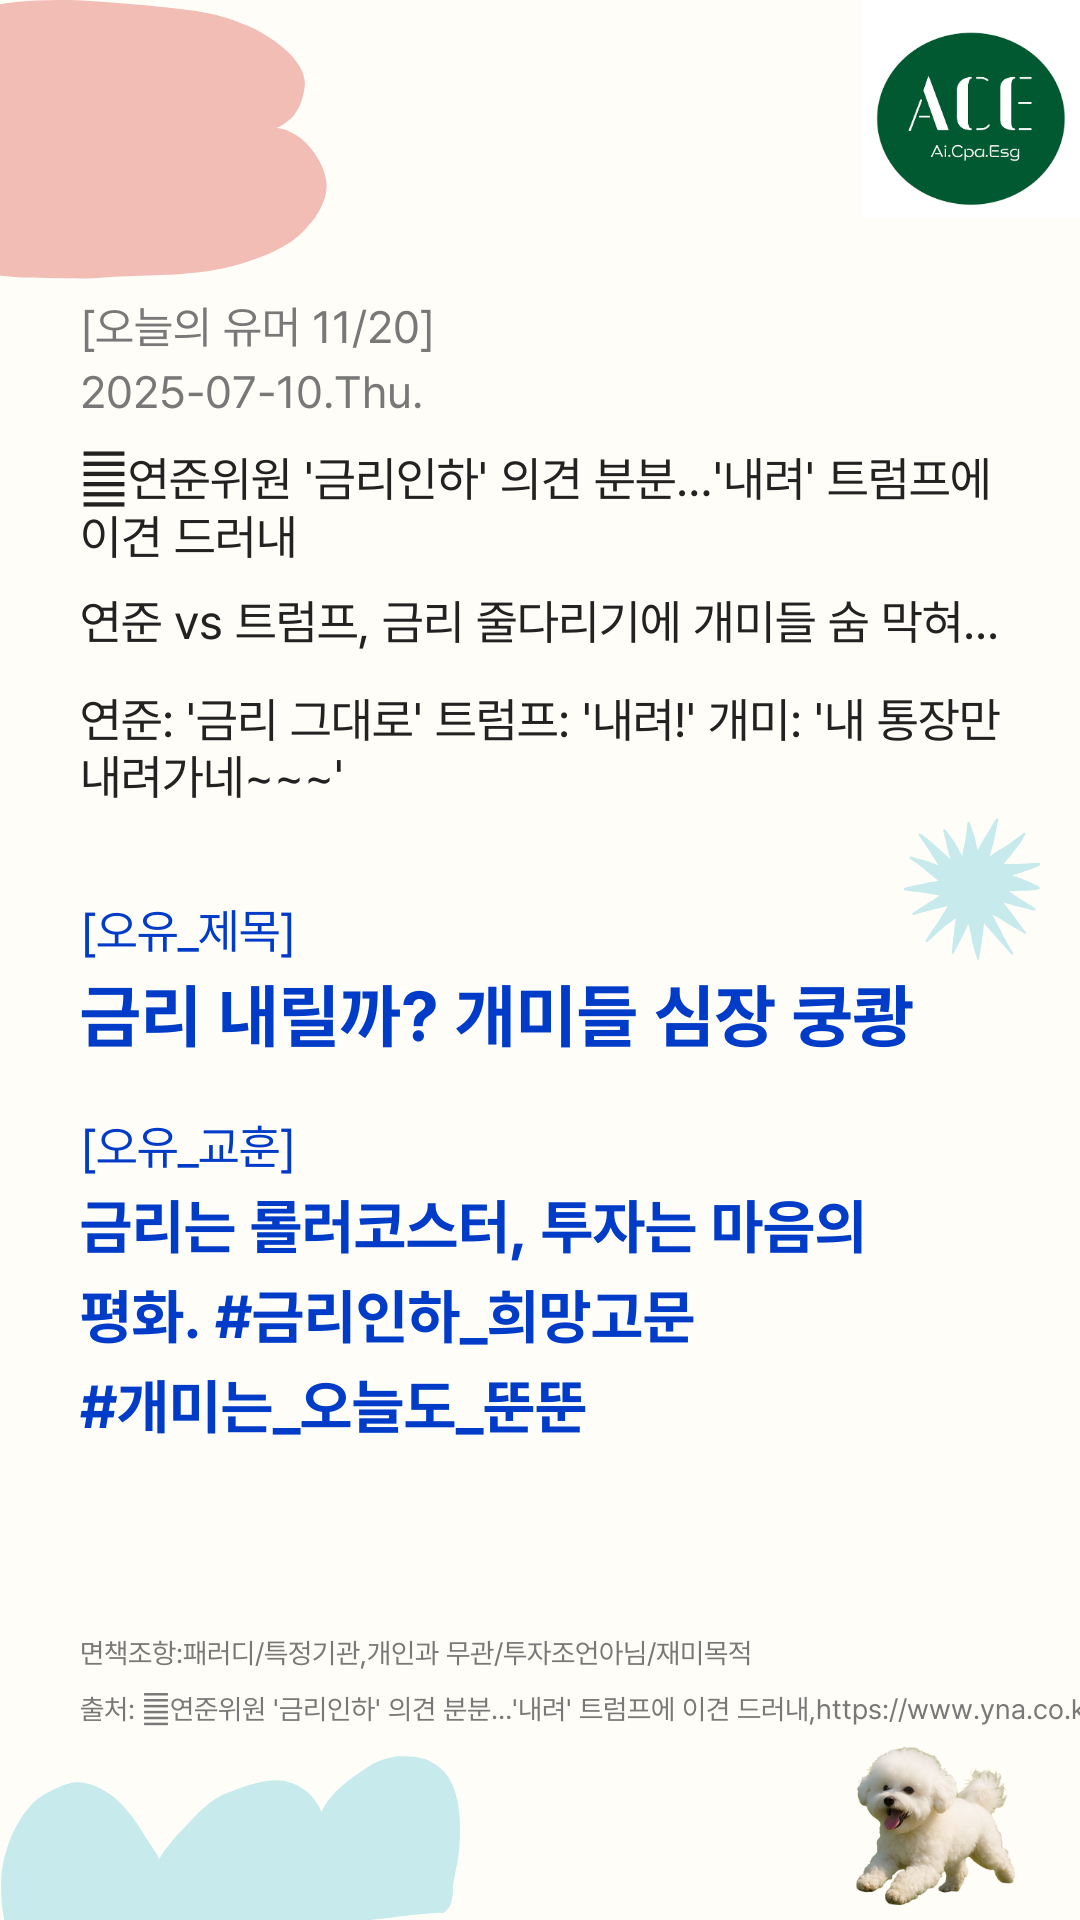 ACE
Ai.Cpa.Esg
[오늘의 유머 11/20]
2025-07-10.Thu.
䷀연준위원 '금리인하' 의견 분분...'내려' 트럼프에
이견 드러내
연준 vs 트럼프, 금리 줄다리기에 개미들 숨 막혀...
연준: '금리 그대로' 트럼프: '내려!' 개미: '내 통장만
내려가네~~~'
[오유_제목]
금리 내릴까? 개미들 심장 쿵쾅
[오유_교훈]
금리는 롤러코스터, 투자는 마음의
평화. #금리인하_희망고문
#개미는_오늘도_뚠뚠
면책조항:패러디/특정기관,개인과 무관/투자조언아님/재미목적
출처: ䷀연준위원 '금리인하' 의견 분분...'내려' 트럼프에 이견 드러내,https://www.yna.co.k